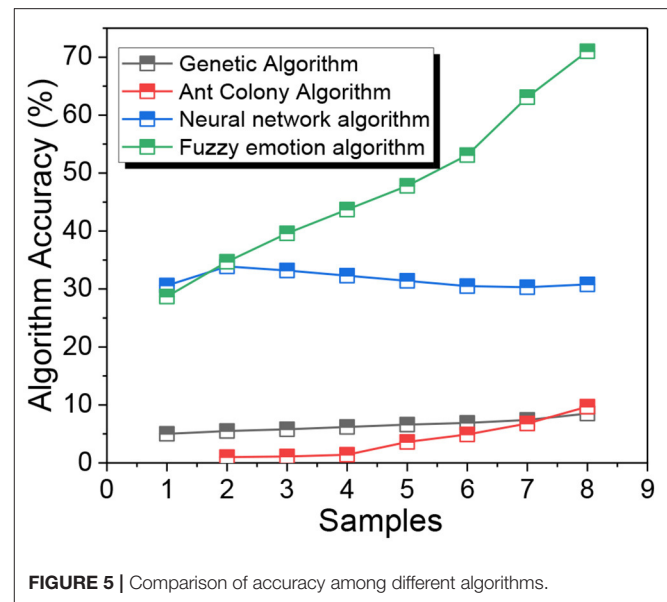 Genetic Algorithm
Ant Colony Algorithm
Neural network algorithm
Fuzzy emotion algorithm
Algorithm Accuracy (%)
70
60
50
40
30
20
10
0
0 1 2 3 4 5 6 7 8 9
Samples
FIGURE 5 | Comparison of accuracy among different algorithms.